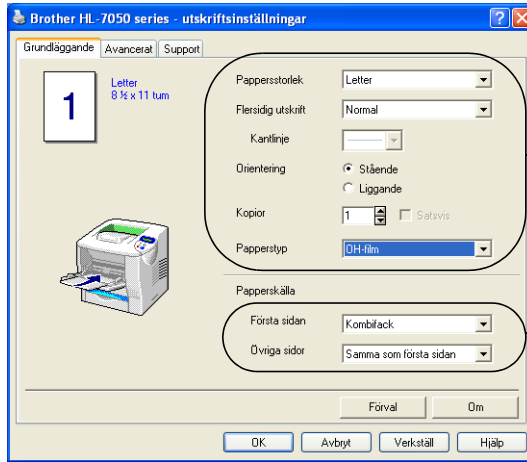 Brother HL-7050 series - utskriftsinställningar
Grundläggande Avancerat Support
1
Letter
8 ½ x 11 tum
Pappersstorlek Letter
Flersidig utskrift Normal
Kantlinje
Orientering Stående
Liggande
Kopior 1 Satsvis
Papperstyp OH-film
Papperskälla
Första sidan Kombifack
Övriga sidor Samma som första sidan
Förval Om
OK Avbryt Verkställ Hjälp